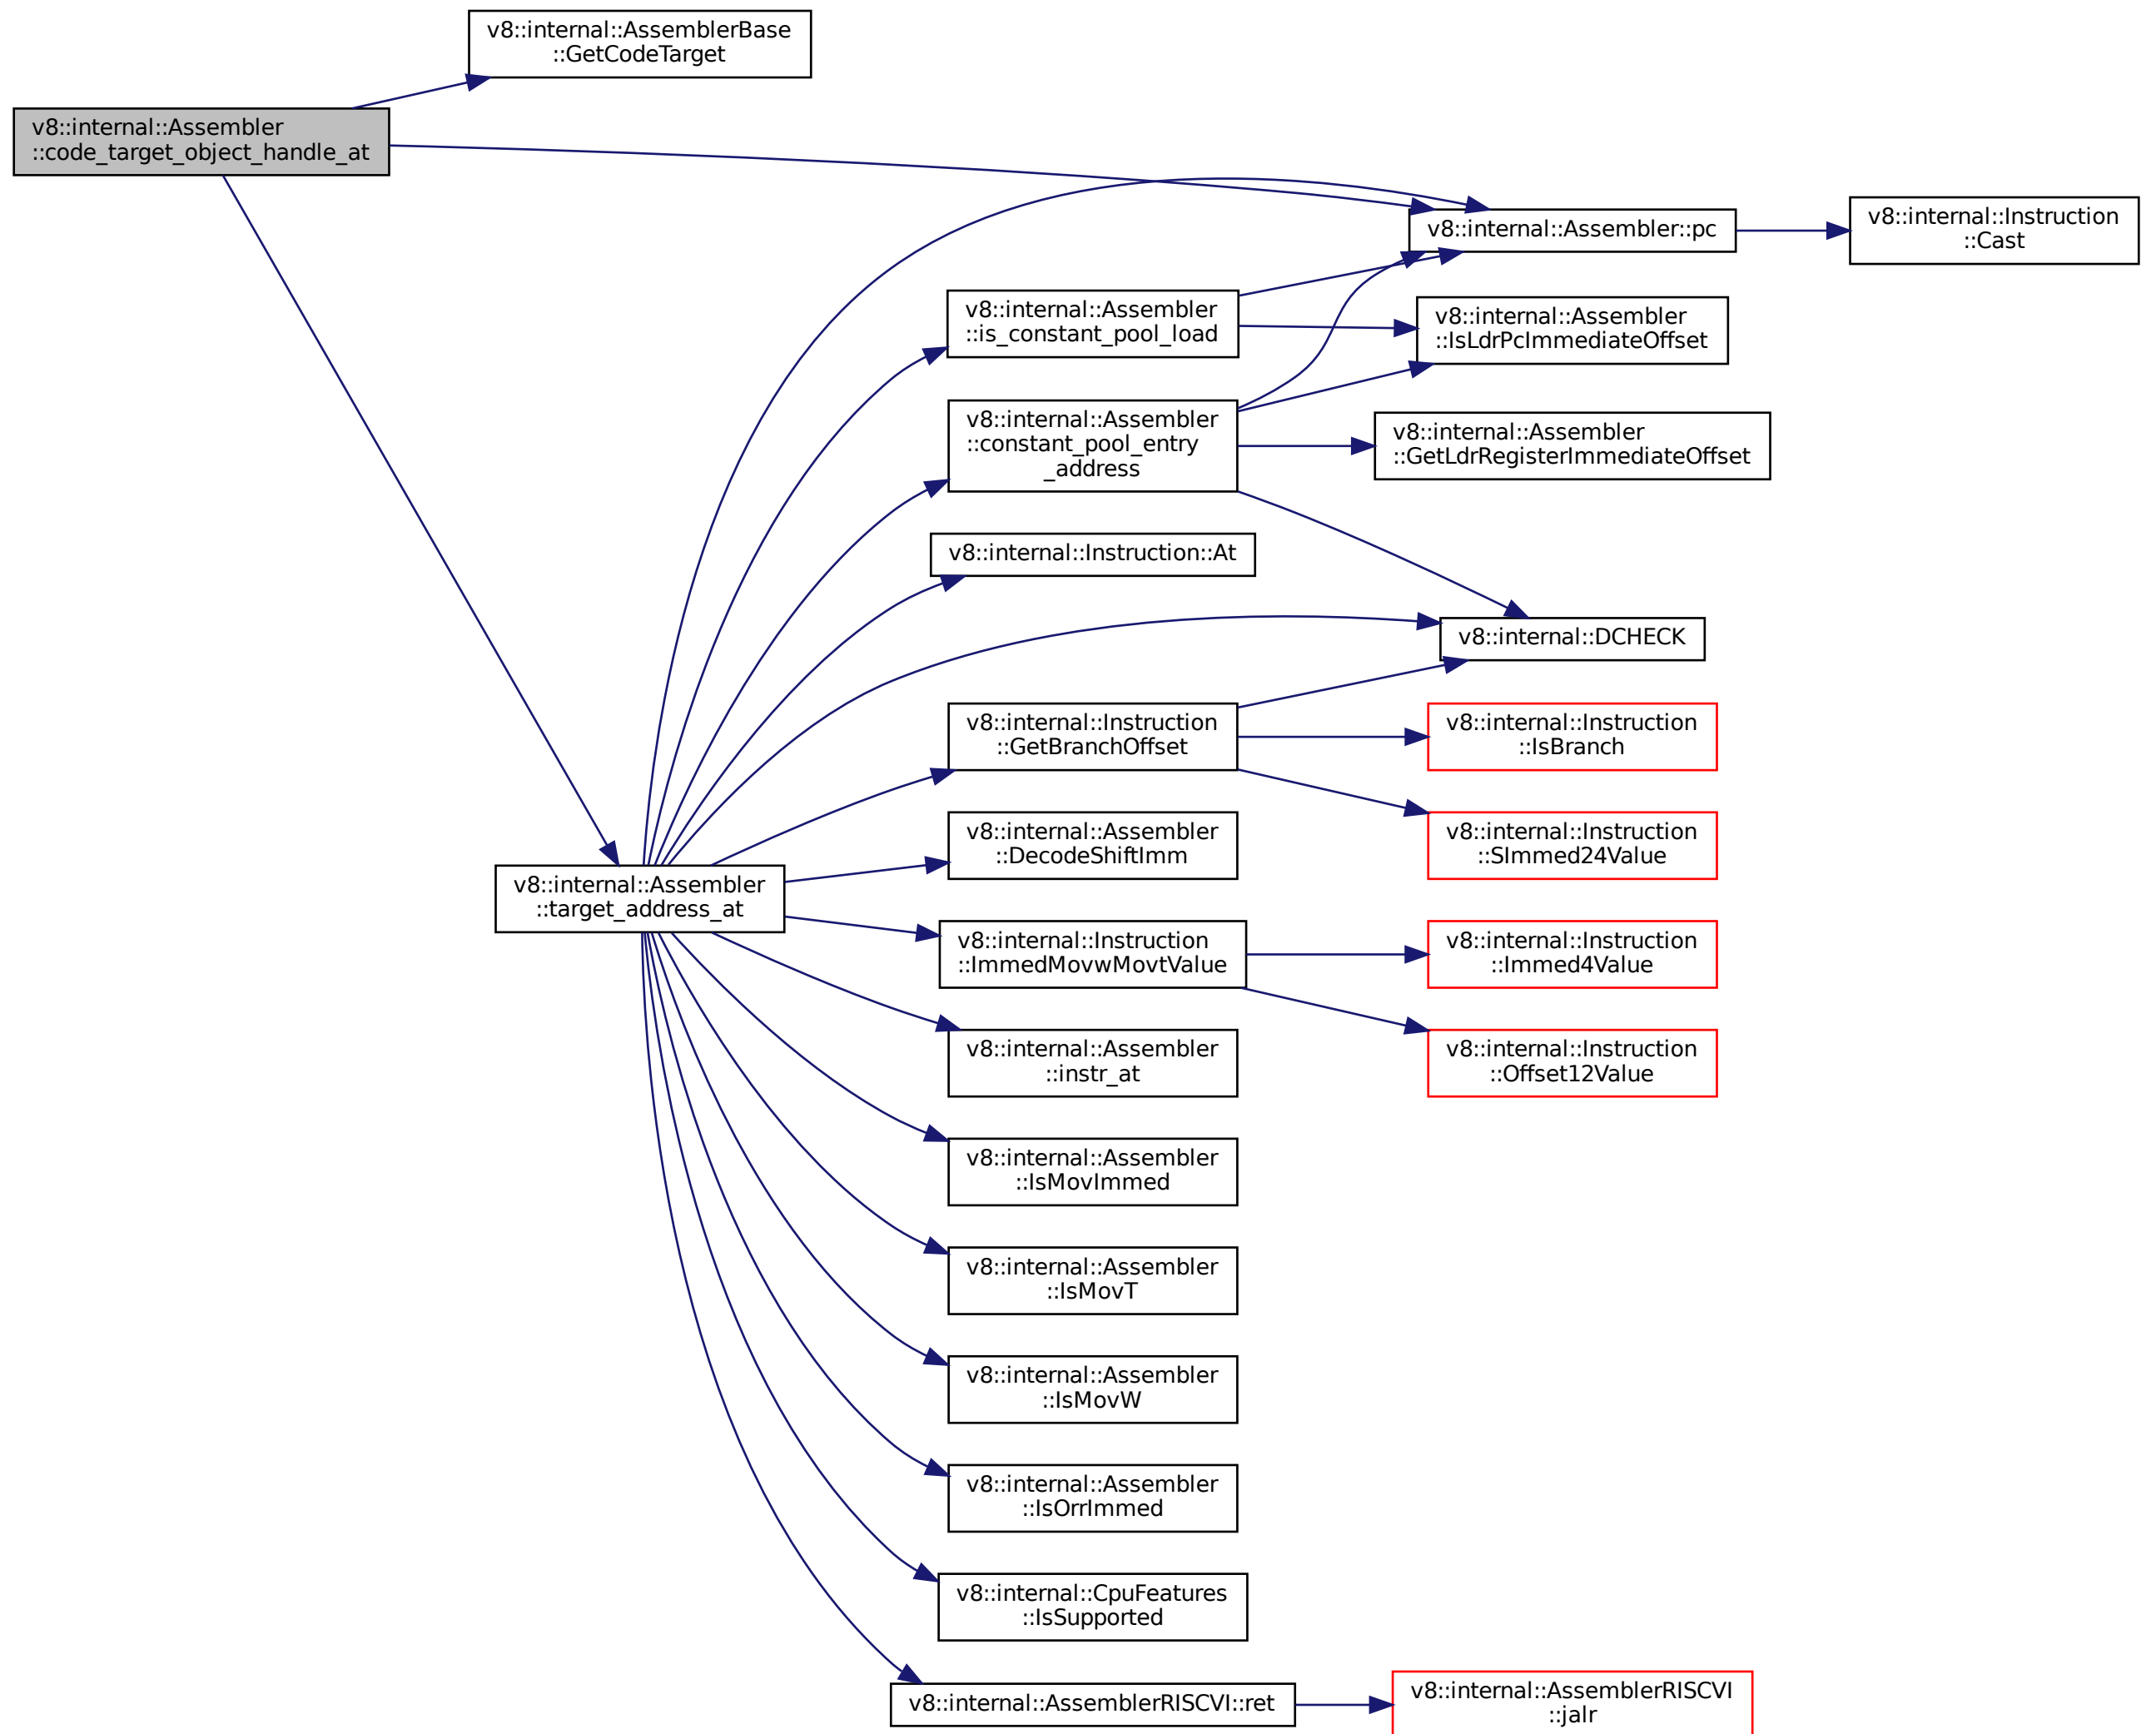 v8::internal::AssemblerBase
::GetCodeTarget
v8::internal::Assembler
::code_target_object_handle_at
v8::internal::Assembler::pc
v8::internal::Instruction
::Cast
v8::internal::Assembler
::is_constant_pool_load
v8::internal::Assembler
::IsLdrPcImmediateOffset
v8::internal::Assembler
::constant_pool_entry
_address
v8::internal::Assembler
::GetLdrRegisterImmediateOffset
v8::internal::Instruction::At
v8::internal::DCHECK
v8::internal::Instruction
::GetBranchOffset
v8::internal::Instruction
::IsBranch
v8::internal::Assembler
::DecodeShiftImm
v8::internal::Instruction
::SImmed24Value
v8::internal::Assembler
::target_address_at
v8::internal::Instruction
::ImmedMovwMovtValue
v8::internal::Instruction
::Immed4Value
v8::internal::Assembler
::instr_at
v8::internal::Instruction
::Offset12Value
v8::internal::Assembler
::IsMovImmed
v8::internal::Assembler
::IsMovT
v8::internal::Assembler
::IsMovW
v8::internal::Assembler
::IsOrrImmed
v8::internal::CpuFeatures
::IsSupported
v8::internal::AssemblerRISCVI::ret
v8::internal::AssemblerRISCVI
::jalr